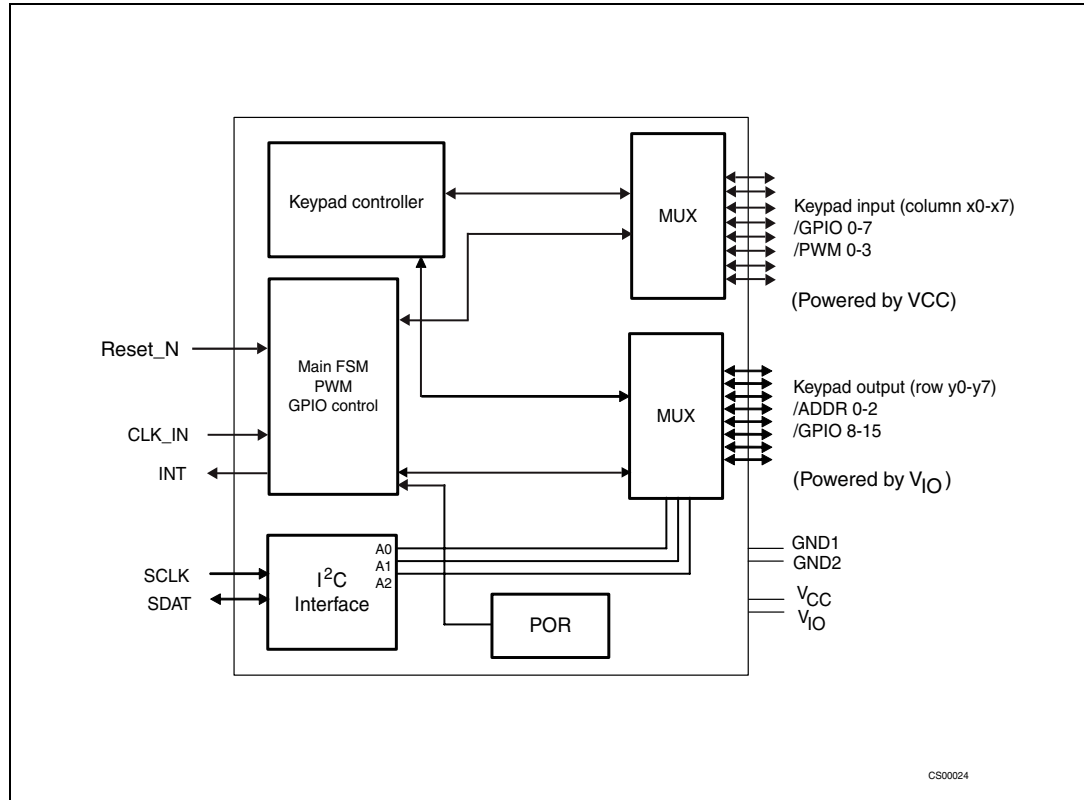 Keypad controller
MUX
Keypad input (column x0-x7)
/GPIO 0-7
/PWM 0-3
(Powered by VCC)
Reset_N
CLK_IN
INT
Main FSM
PWM
GPIO control
MUX
Keypad output (row y0-y7)
/ADDR 0-2
/GPIO 8-15
(Powered by VIO)
SCLK
SDAT
I2C
Interface
A0
A1
A2
POR
GND1
GND2
VCC
VIO
CS00024